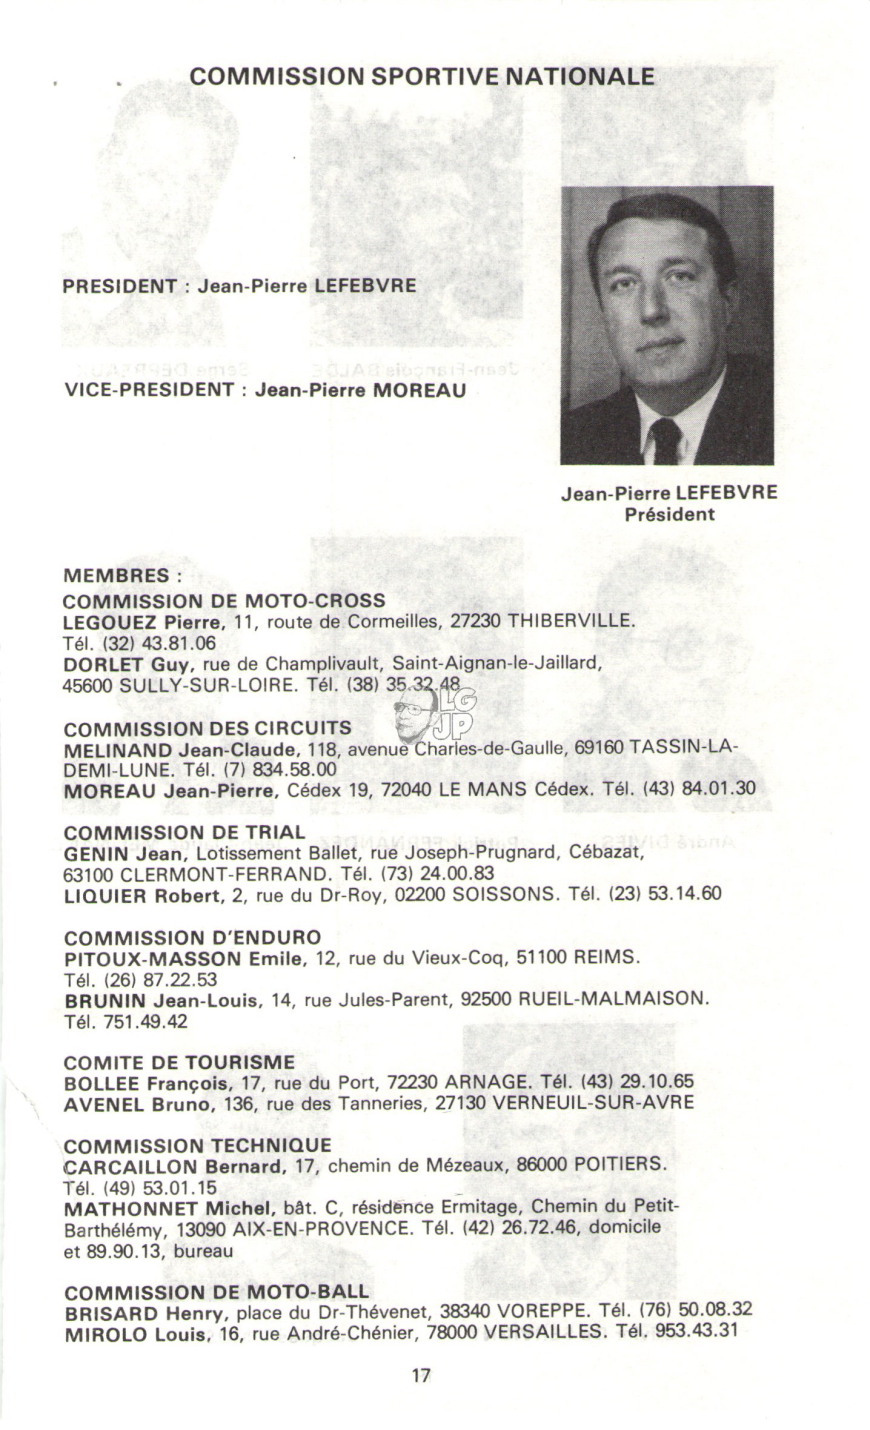 COMMISSION SPORTIVE NATIONALE
PRESIDENT : Jean-Pierre LEFEBVRE
VICE-PRESIDENT : Jean-Pierre MOREAU
Jean-Pierre LEFEBVRE
Président
MEMBRES :
COMMISSION DE MOTO-CROSS
LEGOUEZ Pierre, 11, route de Cormeilles, 27230 THIBERVILLE.
Tél. (32) 43.81.06
DORLET Guy, rue de Champlivault, Saint-Aignan-le-Jaillard,
45600 SULLY-SUR-LOIRE. Tél. (38) 35.32.48
LG
JP
COMMISSION DES CIRCUITS
MELINAND Jean-Claude, 118, avenue Charles-de-Gaulle, 69160 TASSIN-LA-
DEMI-LUNE. Tél. (7) 834.58.00
MOREAU Jean-Pierre, Cédex 19, 72040 LE MANS Cédex. Tél. (43) 84.01.30
COMMISSION DE TRIAL
GENIN Jean, Lotissement Ballet, rue Joseph-Prugnard, Cébazat,
63100 CLERMONT-FERRAND. Tél. (73) 24.00.83
LIQUIER Robert, 2, rue du Dr-Roy, 02200 SOISSONS. Tél. (23) 53.14.60
COMMISSION D'ENDURO
PITOUX-MASSON Emile, 12, rue du Vieux-Coq, 51100 REIMS.
Tél. (26) 87.22.53
BRUNIN Jean-Louis, 14, rue Jules-Parent, 92500 RUEIL-MALMAISON.
Tél. 751.49.42
COMITE DE TOURISME
BOLLEE François, 17, rue du Port, 72230 ARNAGE. Tél. (43) 29.10.65
AVENEL Bruno, 136, rue des Tanneries, 27130 VERNEUIL-SUR-AVRE
COMMISSION TECHNIQUE
CARCAILLON Bernard, 17, chemin de Mézeaux, 86000 POITIERS.
Tél. (49) 53.01.15
MATHONNET Michel, bât. C, résidence Ermitage, Chemin du Petit-
Barthélémy, 13090 AIX-EN-PROVENCE. Tél. (42) 26.72.46, domicile
et 89.90.13, bureau
COMMISSION DE MOTO-BALL
BRISARD Henry, place du Dr-Thévenet, 38340 VOREPPE. Tél. (76) 50.08.32
MIROLO Louis, 16, rue André-Chénier, 78000 VERSAILLES. Tél. 953.43.31
17